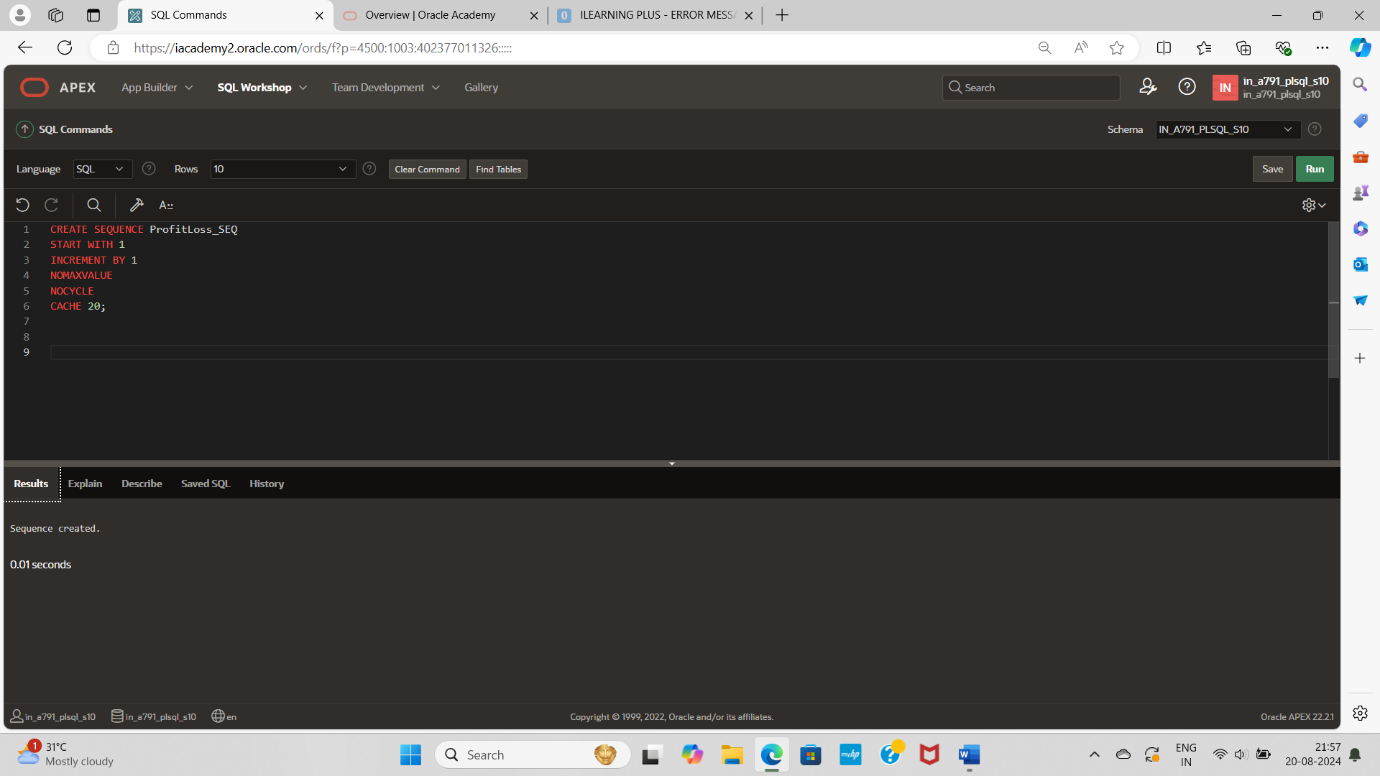 SQL Commands
Overview | Oracle Academy
ILEARNING PLUS - ERROR MESSA
https://iacademy2.oracle.com/ords/f?p=4500:1003:402377011326:::::
APEX
App Builder
SQL Workshop
Team Development
Gallery
Search
IN
in_a791_plsql_s10
in_a791_plsql_s10
SQL Commands
Schema
IN_A791_PLSQL_S10
Language
SQL
Rows
10
Clear Command
Find Tables
Save
Run
1 CREATE SEQUENCE ProfitLoss_SEQ
2 START WITH 1
3 INCREMENT BY 1
4 NOMAXVALUE
5 NOCYCLE
6 CACHE 20;
7
8
9
Results
Explain
Describe
Saved SQL
History
Sequence created.
0.01 seconds
in_a791_plsql_s10
in_a791_plsql_s10
en
Copyright © 1999, 2022, Oracle and/or its affiliates.
Oracle APEX 22.2.1
1
31°C
Mostly cloudy
Search
myHP
ENG
IN
21:57
20-08-2024